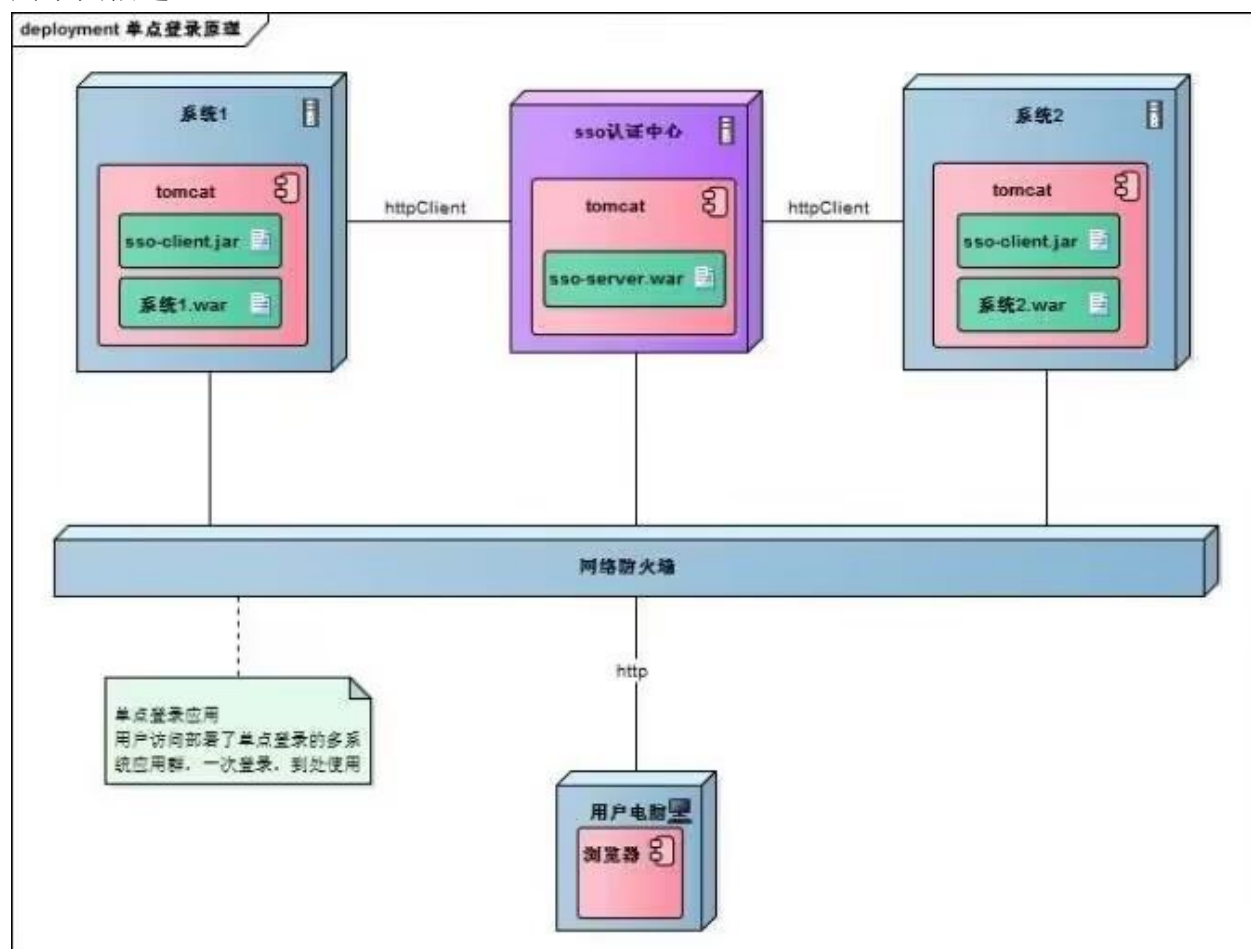 deployment 单点登录原理
系统1
tomcat
sso-client.jar
系统1.war
httpClient
sso认证中心
tomcat
sso-server.war
httpClient
系统2
tomcat
sso-client.jar
系统2.war
网络防火墙
http
单点登录应用
用户访问部署了单点登录的多系
统应用群，一次登录，到处使用
用户电脑
浏览器